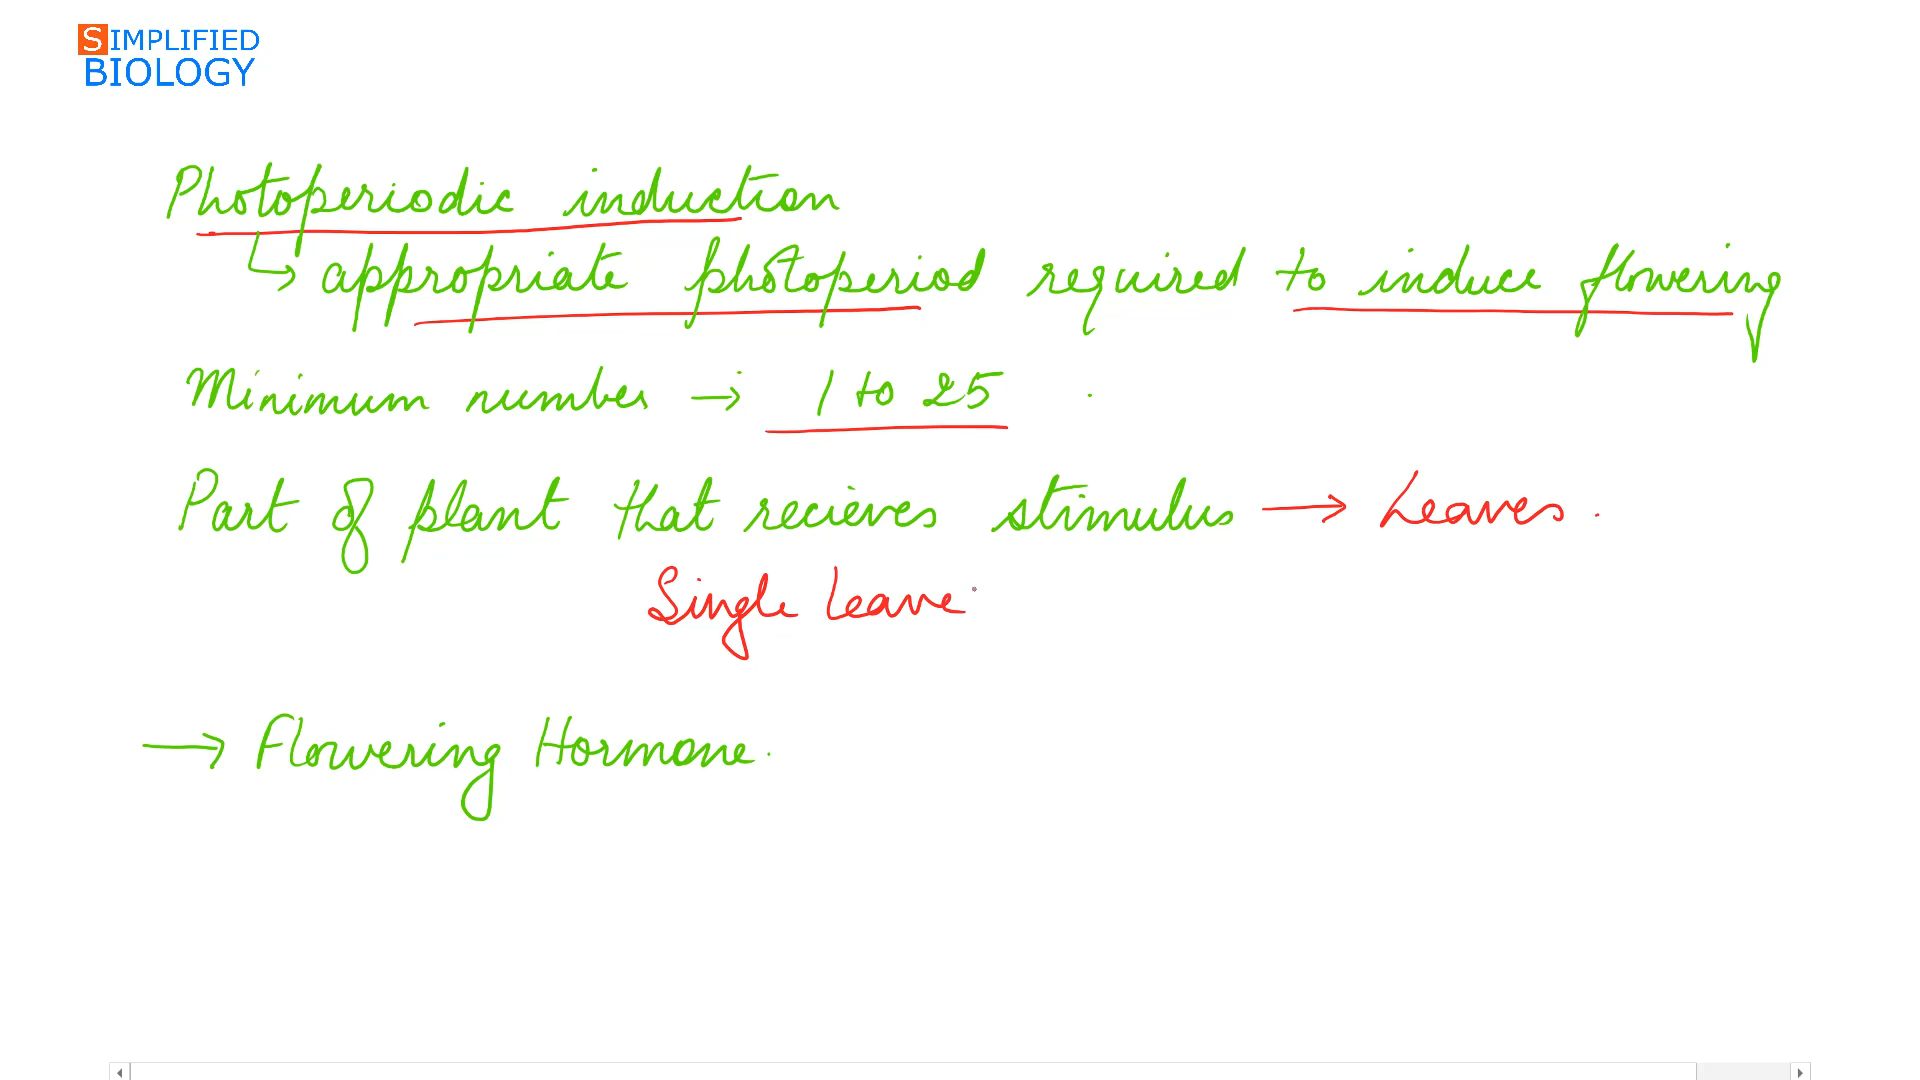 SIMPLIFIED
BIOLOGY
Photoperiodic induction
appropriate photoperiod required to induce flowering
Minimum number → 1 to 25
Part of plant that recieves stimulus → Leaves.
Single Leave
→ Flowering Hormone.